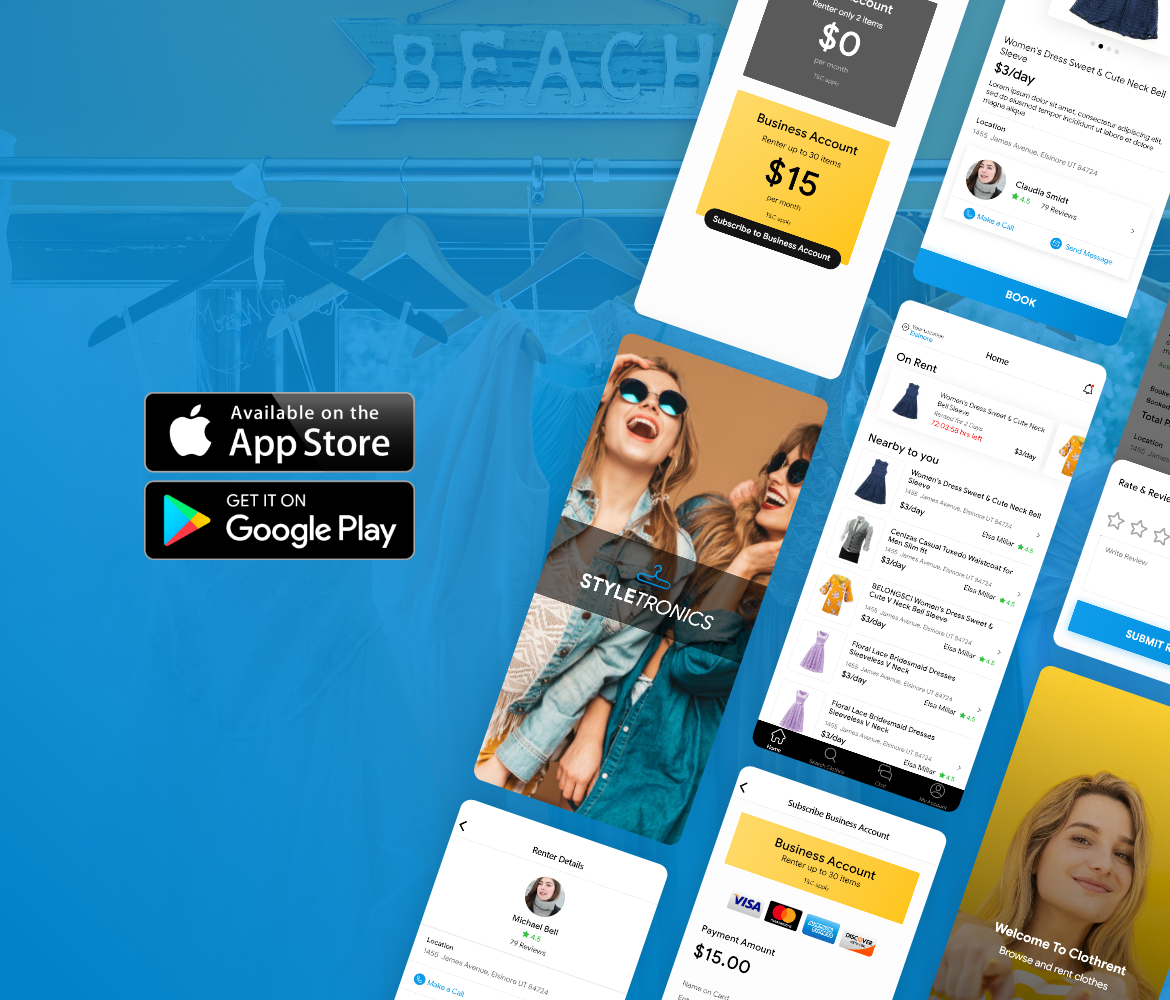 BEACH
Available on the
App Store
GET IT ON
Google Play
Renter only 2 items
$0
per month
T&C apply
Business Account
Renter up to 30 items
$15
per month
T&C apply
Subscribe to Business Account
Women's Dress Sweet & Cute Neck Bell
Sleeve
$3/day
Lorem ipsum dolor sit amet, consectetur adipiscing elit,
sed do eiusmod tempor incididunt ut labore et dolore
magna aliqua
Location
1455 James Avenue, Elsinore UT 84724
Claudia Smidt
4.5 79 Reviews
Make a Call
Send Message
BOOK
STYLETRONICS
Your Location
Elsinore
Home
On Rent
Women's Dress Sweet & Cute Neck
Bell Sleeve
Rented for 2 Days
72:03:58 hrs left
$3/day
Nearby to you
Women's Dress Sweet & Cute Neck Bell
Sleeve
1455 James Avenue, Elsinore UT 84724
$3/day
Elsa Millar 4.5
Cenizas Casual Tuxedo Waistcoat for
Men Slim fit
1455 James Avenue, Elsinore UT 84724
$3/day
Elsa Millar 4.5
BELONGSCI Women's Dress Sweet &
Cute V Neck Bell Sleeve
1455 James Avenue, Elsinore UT 84724
$3/day
Elsa Millar 4.5
Floral Lace Bridesmaid Dresses
Sleeveless V Neck
1455 James Avenue, Elsinore UT 84724
$3/day
Elsa Millar 4.5
Floral Lace Bridesmaid Dresses
Sleeveless V Neck
1455 James Avenue, Elsinore UT 84724
$3/day
Elsa Millar 4.5
Home
Search Clothes
Chat
My Account
Total P
Location
Rate & Revie
Write Review
SUBMIT R
Renter Details
Michael Bell
4.5
79 Reviews
Location
1455 James Avenue, Elsinore UT 84724
Make a Call
Subscribe Business Account
Business Account
Renter up to 30 items
T&C apply
VISA
mastercard
AMERICAN EXPRESS
DISCOVER
Payment Amount
$15.00
Name on Card
Welcome To Clothrent
Browse and rent clothes